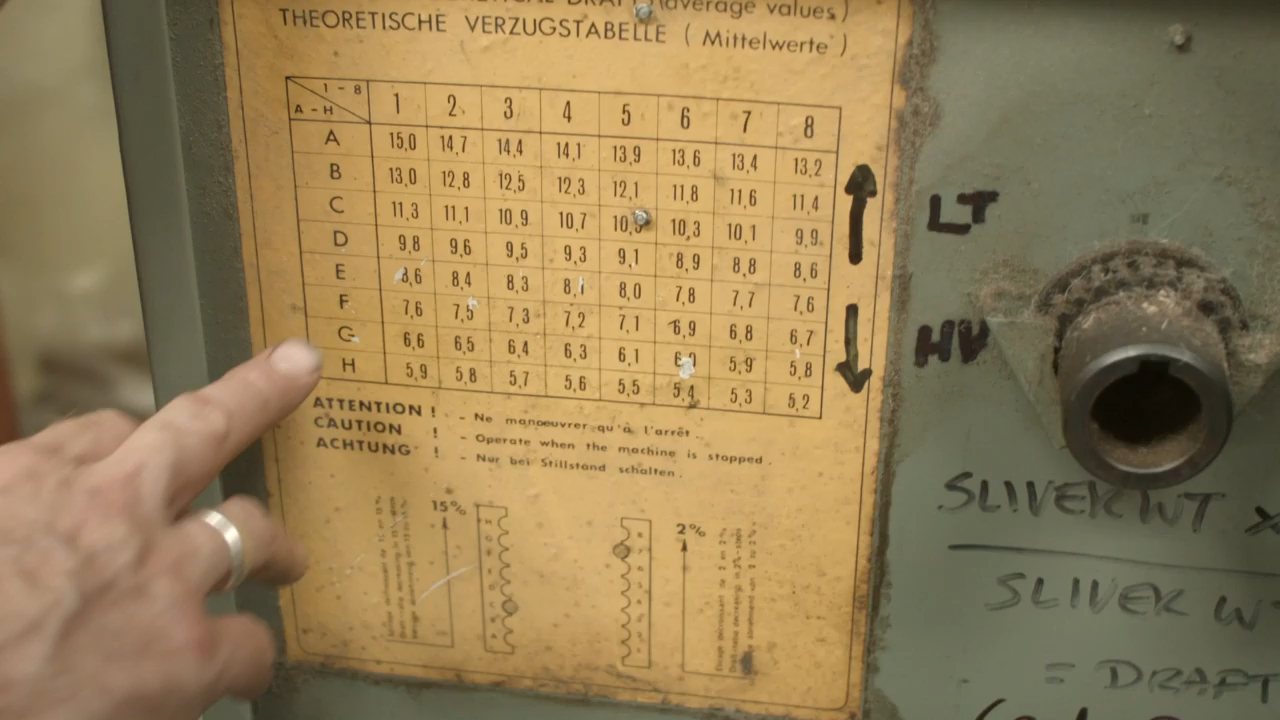 (average values)
THEORETISCHE VERZUGSTABELLE ( Mittelwerte )
1 - 8
A - H
1 2 3 4 5 6 7 8
A 15,0 14,7 14,4 14,1 13,9 13,6 13,4 13,2
B 13,0 12,8 12,5 12,3 12,1 11,8 11,6 11,4
C 11,3 11,1 10,9 10,7 10,5 10,3 10,1 9,9
D 9,8 9,6 9,5 9,3 9,1 8,9 8,8 8,6
E 8,6 8,4 8,3 8,1 8,0 7,8 7,7 7,6
F 7,6 7,5 7,3 7,2 7,1 6,9 6,8 6,7
G 6,6 6,5 6,4 6,3 6,1 6,0 5,9 5,8
H 5,9 5,8 5,7 5,6 5,5 5,4 5,3 5,2
ATTENTION ! - Ne manœuvrer qu'à l'arrêt.
CAUTION ! - Operate when the machine is stopped.
ACHTUNG ! - Nur bei Stillstand schalten.
15%
2%
LT
HV
SLIVER WT X
SLIVER W
= DRAFT